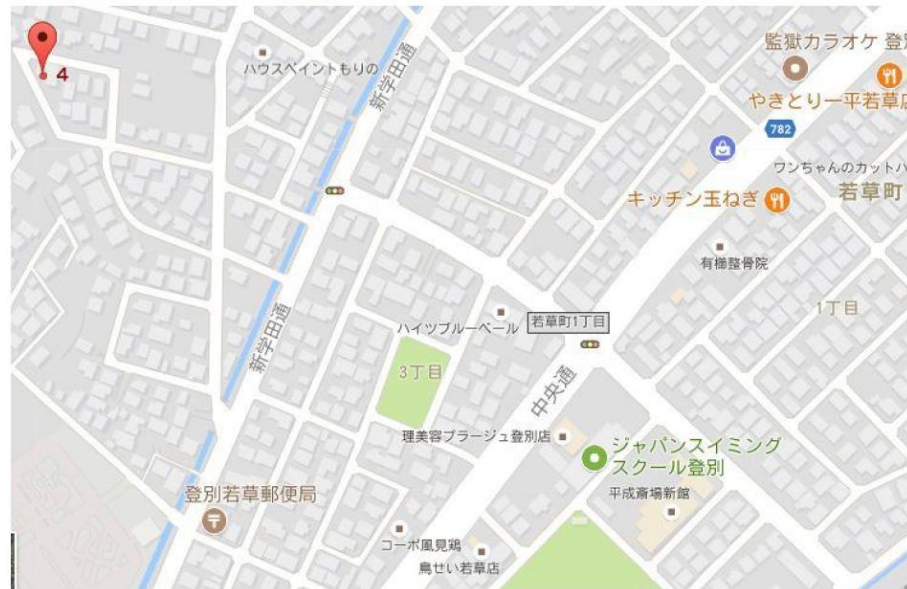 監獄カラオケ 登別
やきとり一平若草店
782
ワンちゃんのカットハ
若草町
キッチン玉ねぎ
有櫛整骨院
1丁目
4
ハウスペイントもりの
新学田通
新学田通
ハイツブルーベール
若草町1丁目
3丁目
中央通
理美容プラージュ登別店
ジャパンスイミング
スクール登別
平成斎場新館
登別若草郵便局
コーポ風見鶏
鳥せい若草店